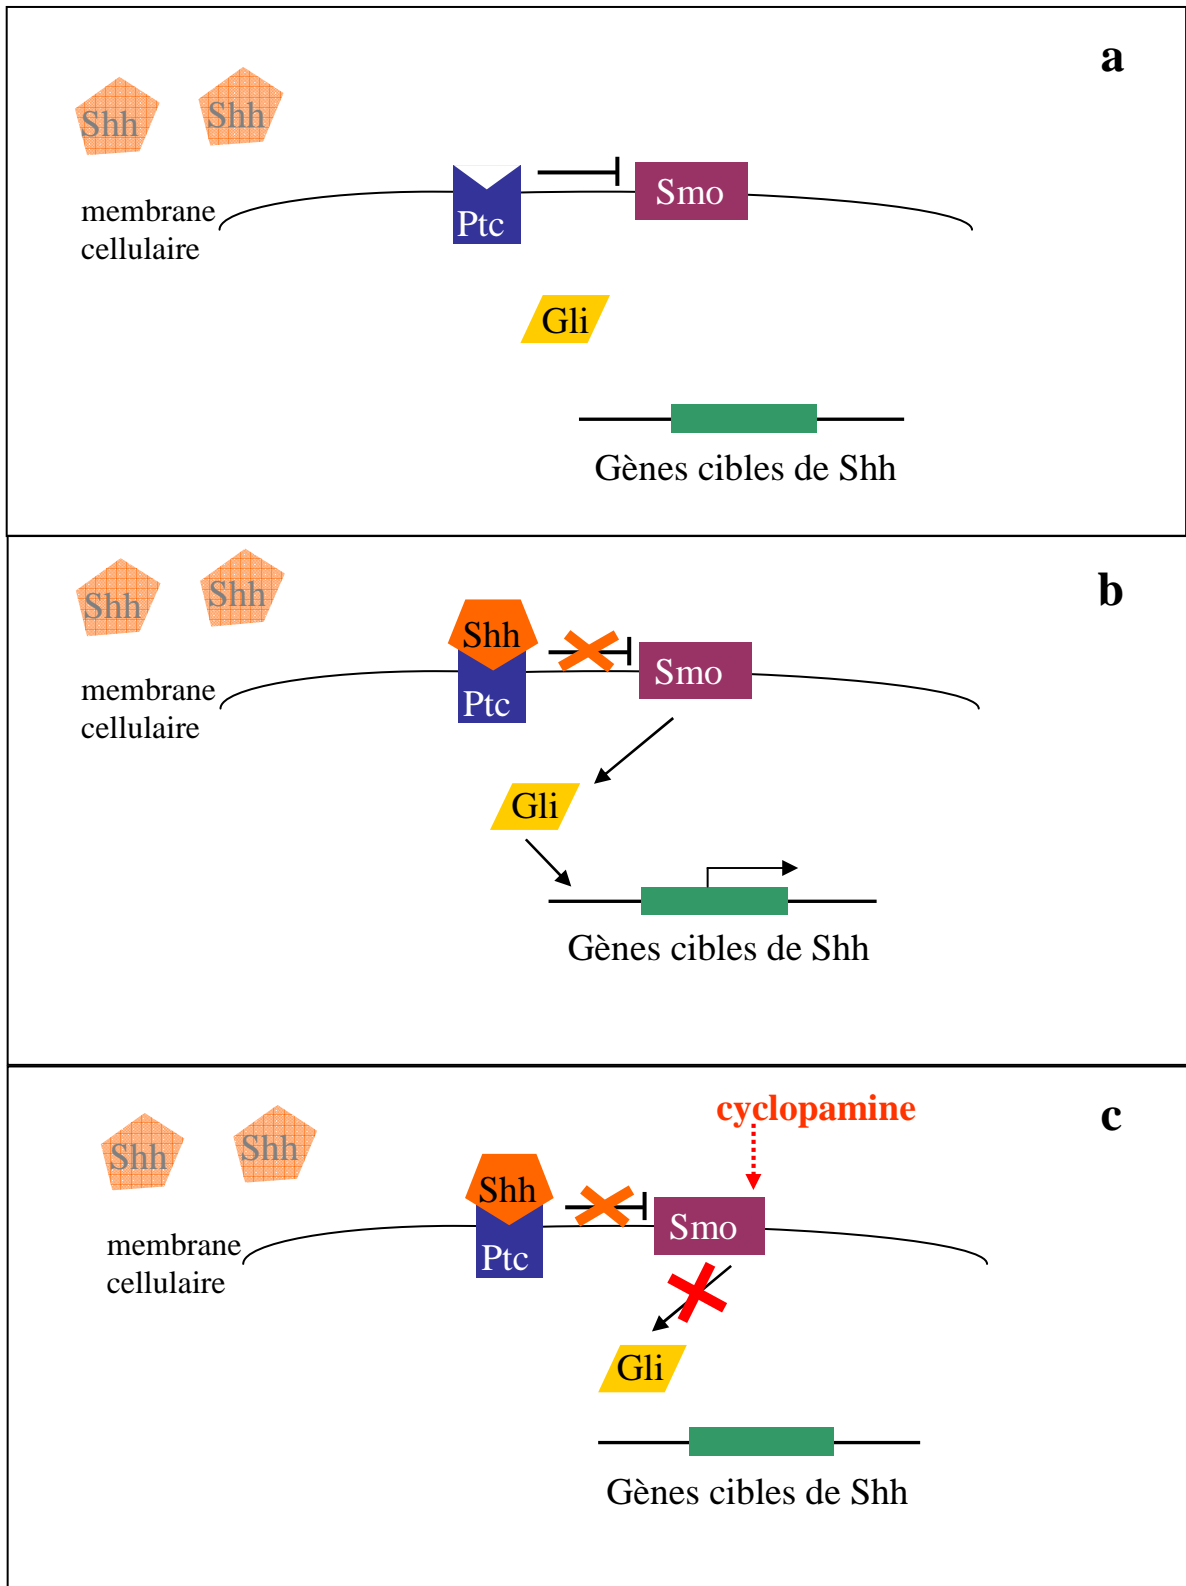 a
Shh
Shh
membrane
cellulaire
Ptc
Smo
Gli
Gènes cibles de Shh
b
Shh
Shh
Shh
membrane
cellulaire
Ptc
Smo
Gli
Gènes cibles de Shh
cyclopamine
c
Shh
Shh
Shh
membrane
cellulaire
Ptc
Smo
Gli
Gènes cibles de Shh